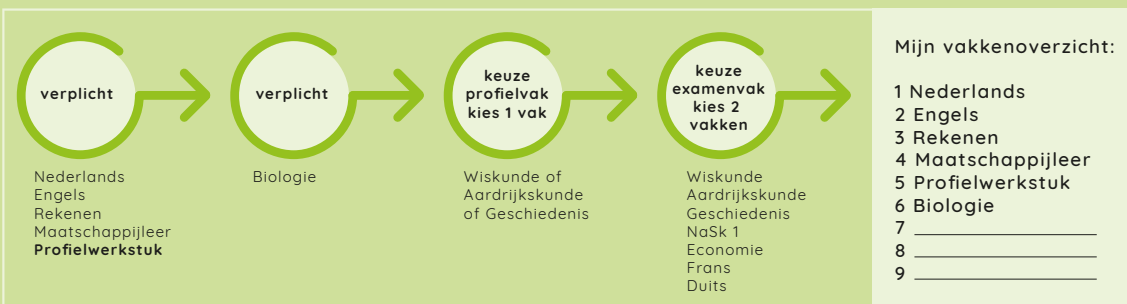 verplicht
Nederlands
Engels
Rekenen
Maatschappijleer
Profielwerkstuk
verplicht
Biologie
keuze
profielvak
kies 1 vak
Wiskunde of
Aardrijkskunde
of Geschiedenis
keuze
examenvak
kies 2
vakken
Wiskunde
Aardrijkskunde
Geschiedenis
NaSk 1
Economie
Frans
Duits
Mijn vakkenoverzicht:
1 Nederlands
2 Engels
3 Rekenen
4 Maatschappijleer
5 Profielwerkstuk
6 Biologie
7
8
9